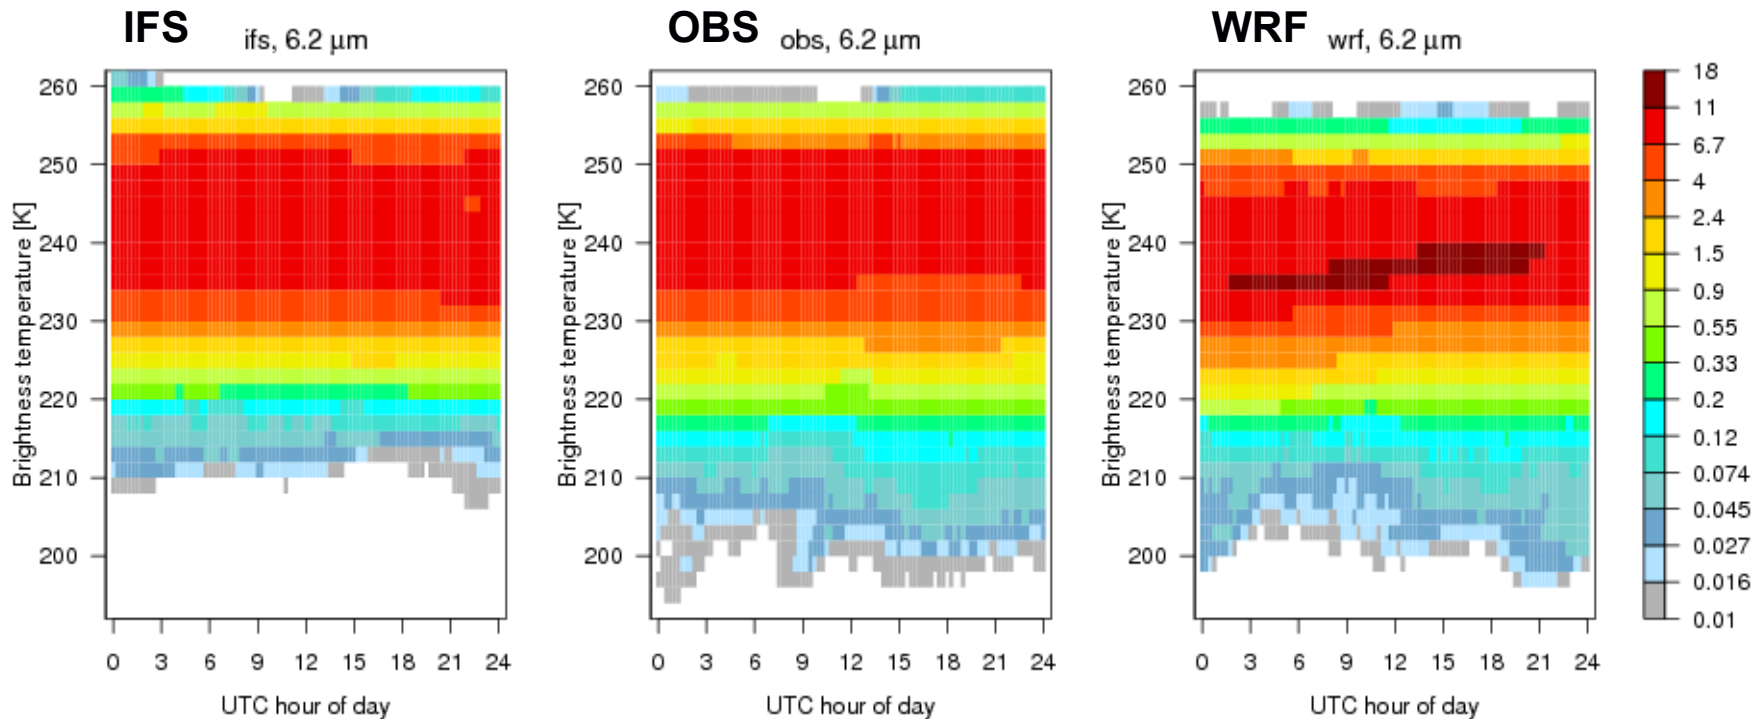 IFS
ifs, 6.2 μm
OBS
obs, 6.2 μm
WRF
wrf, 6.2 μm
Brightness temperature [K]
260
250
240
230
220
210
200
0 3 6 9 12 15 18 21 24
UTC hour of day
Brightness temperature [K]
260
250
240
230
220
210
200
0 3 6 9 12 15 18 21 24
UTC hour of day
Brightness temperature [K]
260
250
240
230
220
210
200
0 3 6 9 12 15 18 21 24
UTC hour of day
18
11
6.7
4
2.4
1.5
0.9
0.55
0.33
0.2
0.12
0.074
0.045
0.027
0.016
0.01